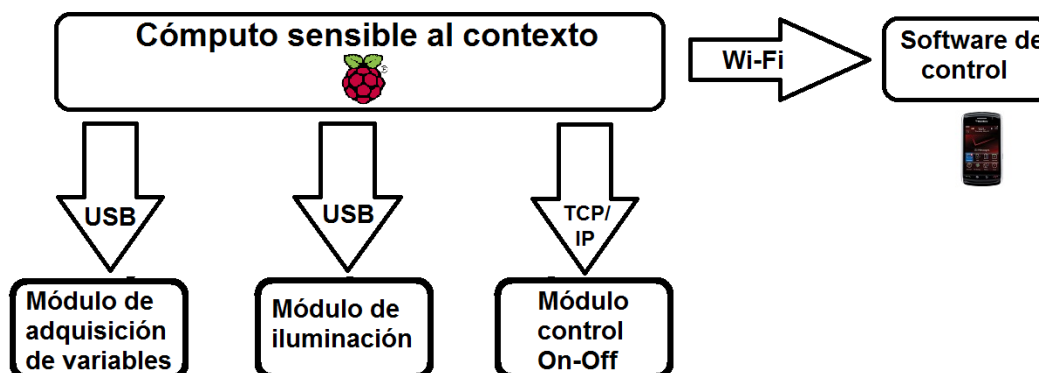 Cómputo sensible al contexto
®
Wi-Fi
Software de
control
USB
USB
TCP/
IP
Módulo de
adquisición
de variables
Módulo de
iluminación
Módulo
control
On-Off